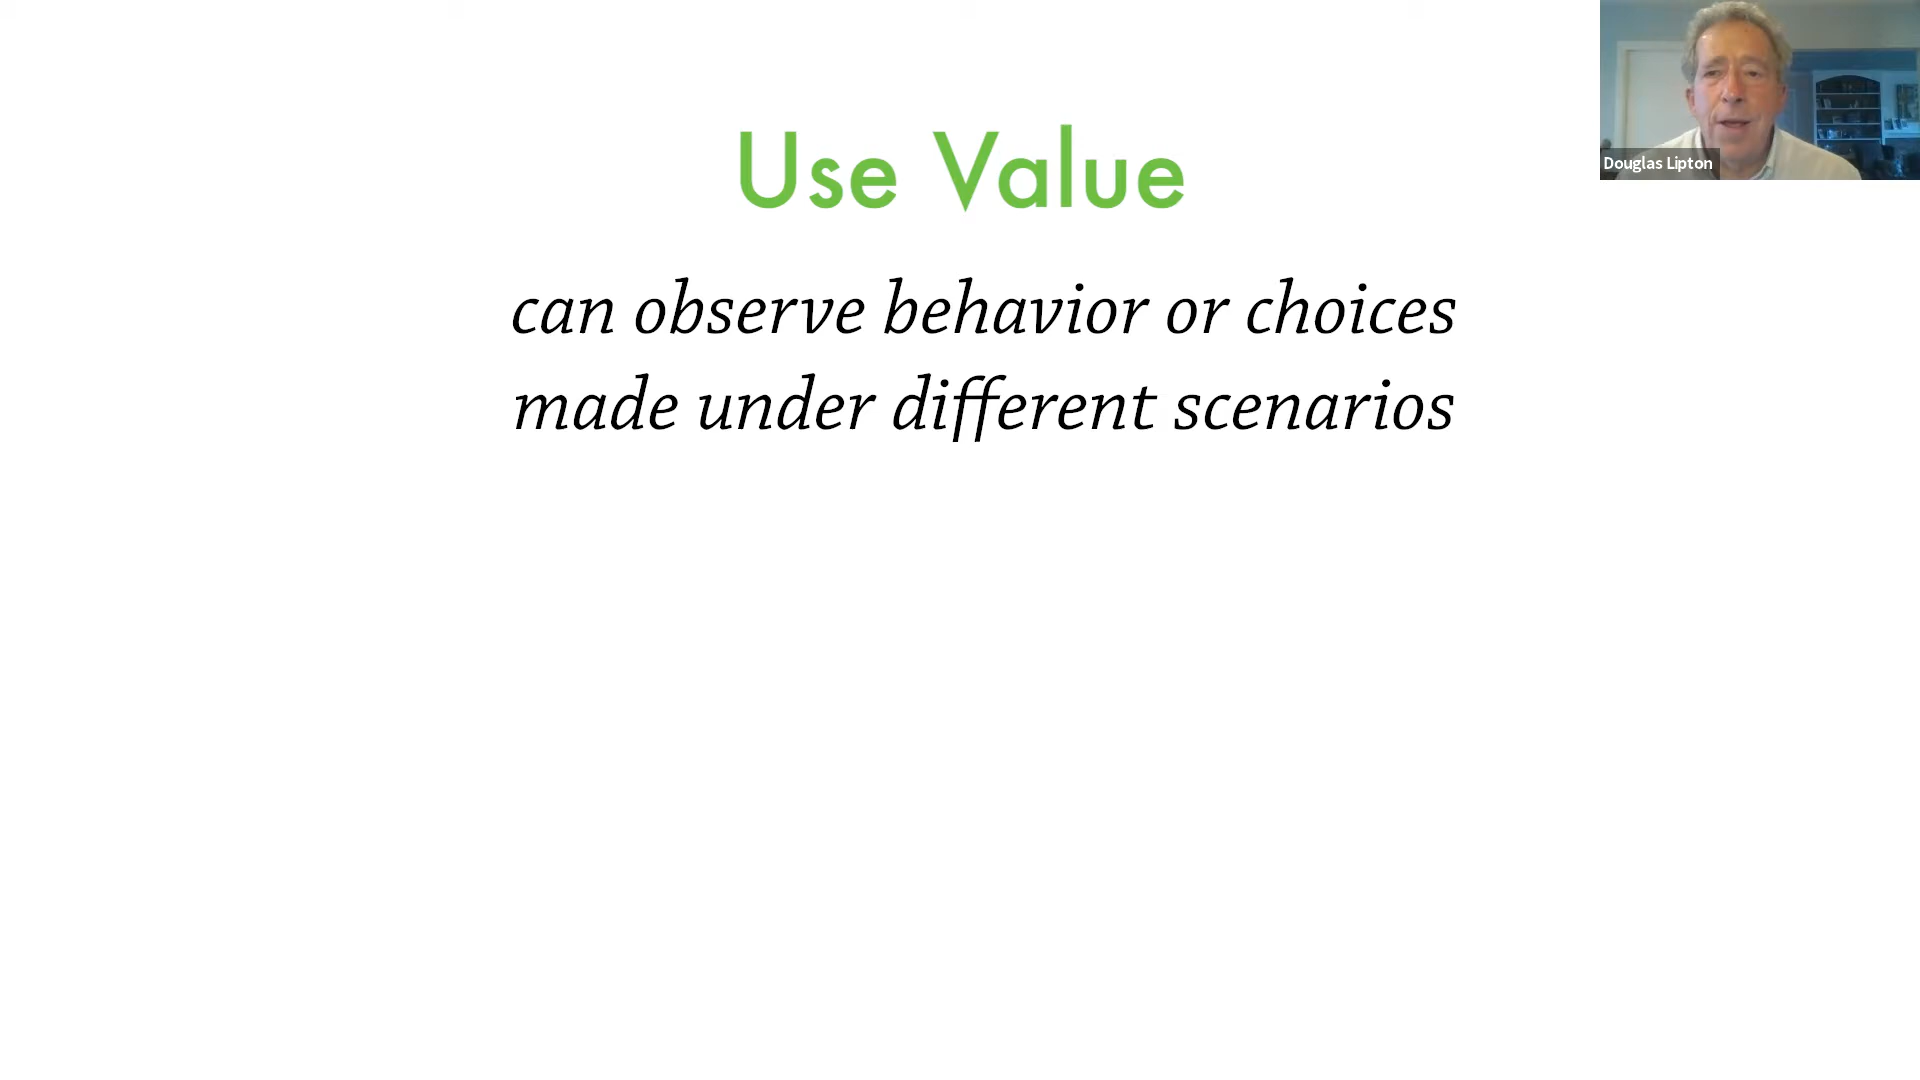 Use Value
can observe behavior or choices
made under different scenarios
Douglas Lipton